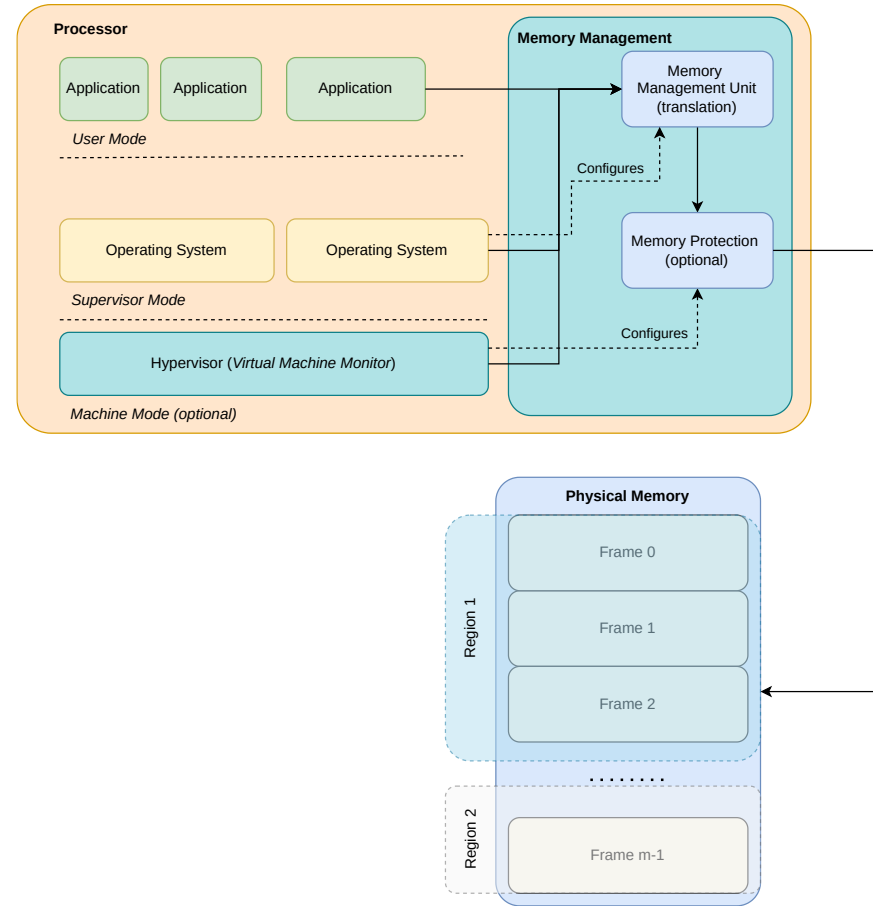 Processor
Memory Management
Application
Application
Application
Memory
Management Unit
(translation)
User Mode
Configures
Operating System
Operating System
Memory Protection
(optional)
Supervisor Mode
Configures
Hypervisor (Virtual Machine Monitor)
Machine Mode (optional)
Physical Memory
Region 1
Frame 0
Frame 1
Frame 2
. . . . . . . .
Region 2
Frame m-1